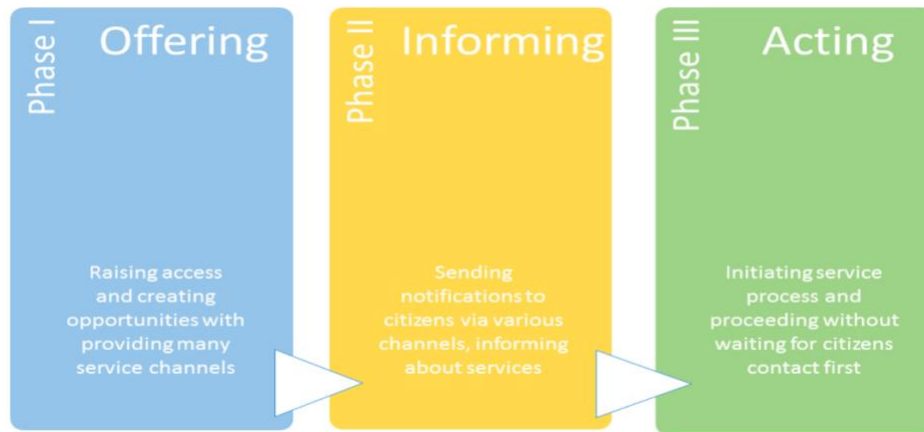 Phase I
Offering
Raising access
and creating
opportunities with
providing many
service channels
Phase II
Informing
Sending
notifications to
citizens via various
channels, informing
about services
Phase III
Acting
Initiating service
process and
proceeding without
waiting for citizens
contact first